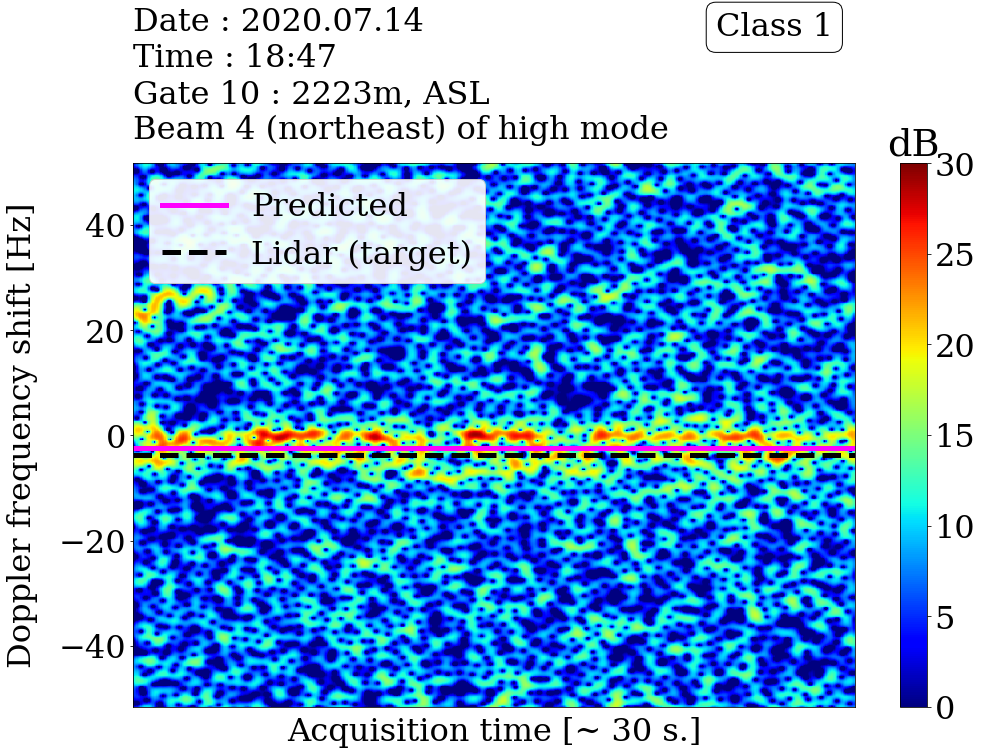 Date : 2020.07.14
Time : 18:47
Gate 10 : 2223m, ASL
Beam 4 (northeast) of high mode
Class 1
dB
Predicted
Lidar (target)
Doppler frequency shift [Hz]
40
20
0
−20
−40
Acquisition time [~ 30 s.]
30
25
20
15
10
5
0